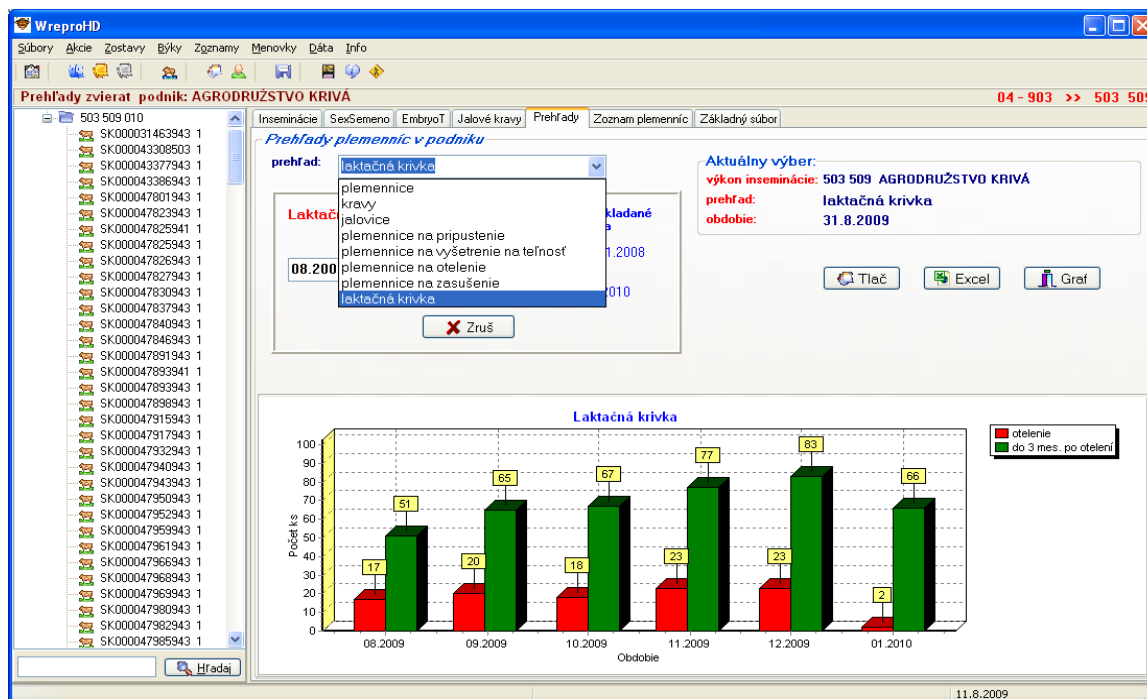 WreproHD
Súbory Akcie Zostavy Býky Zoznamy Menovky Dáta Info
Prehľady zvierat podnik: AGRODRUŽSTVO KRIVÁ
04 - 903 >> 503 509
503 509 010
SK000031463943 1
SK000043308503 1
SK000043377943 1
SK000043386943 1
SK000047801943 1
SK000047823943 1
SK000047825941 1
SK000047825943 1
SK000047826943 1
SK000047827943 1
SK000047830943 1
SK000047837943 1
SK000047840943 1
SK000047846943 1
SK000047891943 1
SK000047893941 1
SK000047893943 1
SK000047898943 1
SK000047915943 1
SK000047917943 1
SK000047932943 1
SK000047940943 1
SK000047943943 1
SK000047950943 1
SK000047952943 1
SK000047959943 1
SK000047961943 1
SK000047966943 1
SK000047968943 1
SK000047969943 1
SK000047980943 1
SK000047982943 1
SK000047985943 1
Hľadaj
Inseminácie SexSemeno EmbryoT Jalové kravy Prehľady Zoznam plemenníc Základný súbor
Prehľady plemenníc v podniku
prehľad: laktačná krivka
plemennice
kravy
jalovice
plemennice na pripustenie
plemennice na vyšetrenie na teľnosť
plemennice na otelenie
plemennice na zasušenie
laktačná krivka
Laktač
kladané
a
1.2008
08.200
2010
Zruš
Aktuálny výber:
výkon inseminácie: 503 509 AGRODRUŽSTVO KRIVÁ
prehľad: laktačná krivka
obdobie: 31.8.2009
Tlač Excel Graf
Laktačná krivka
Počet ks
100
90
80
70
60
50
40
30
20
10
0
17 51 20 65 18 67 23 77 23 83 2 66
08.2009 09.2009 10.2009 11.2009 12.2009 01.2010
Obdobie
otelenie
do 3 mes. po otelení
11.8.2009